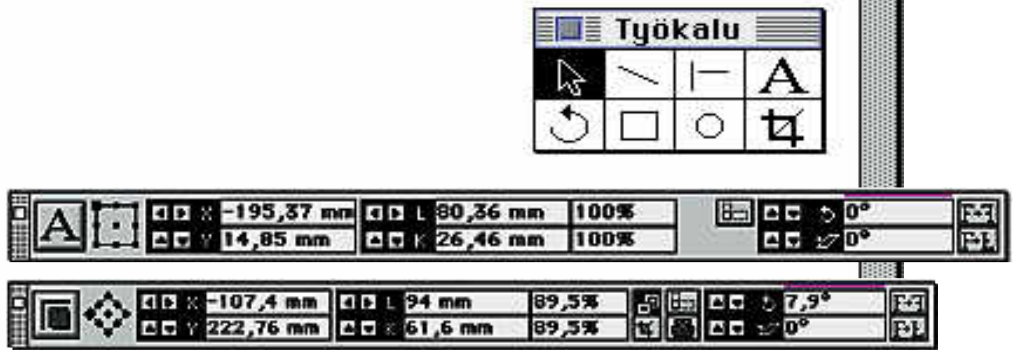 Työkalu
A
A X -195,37 mm L 80,36 mm 100% 0°
Y 14,85 mm K 26,46 mm 100% 0°
X -107,4 mm L 94 mm 89,5% 7,9°
Y 222,76 mm K 61,6 mm 89,5% 0°